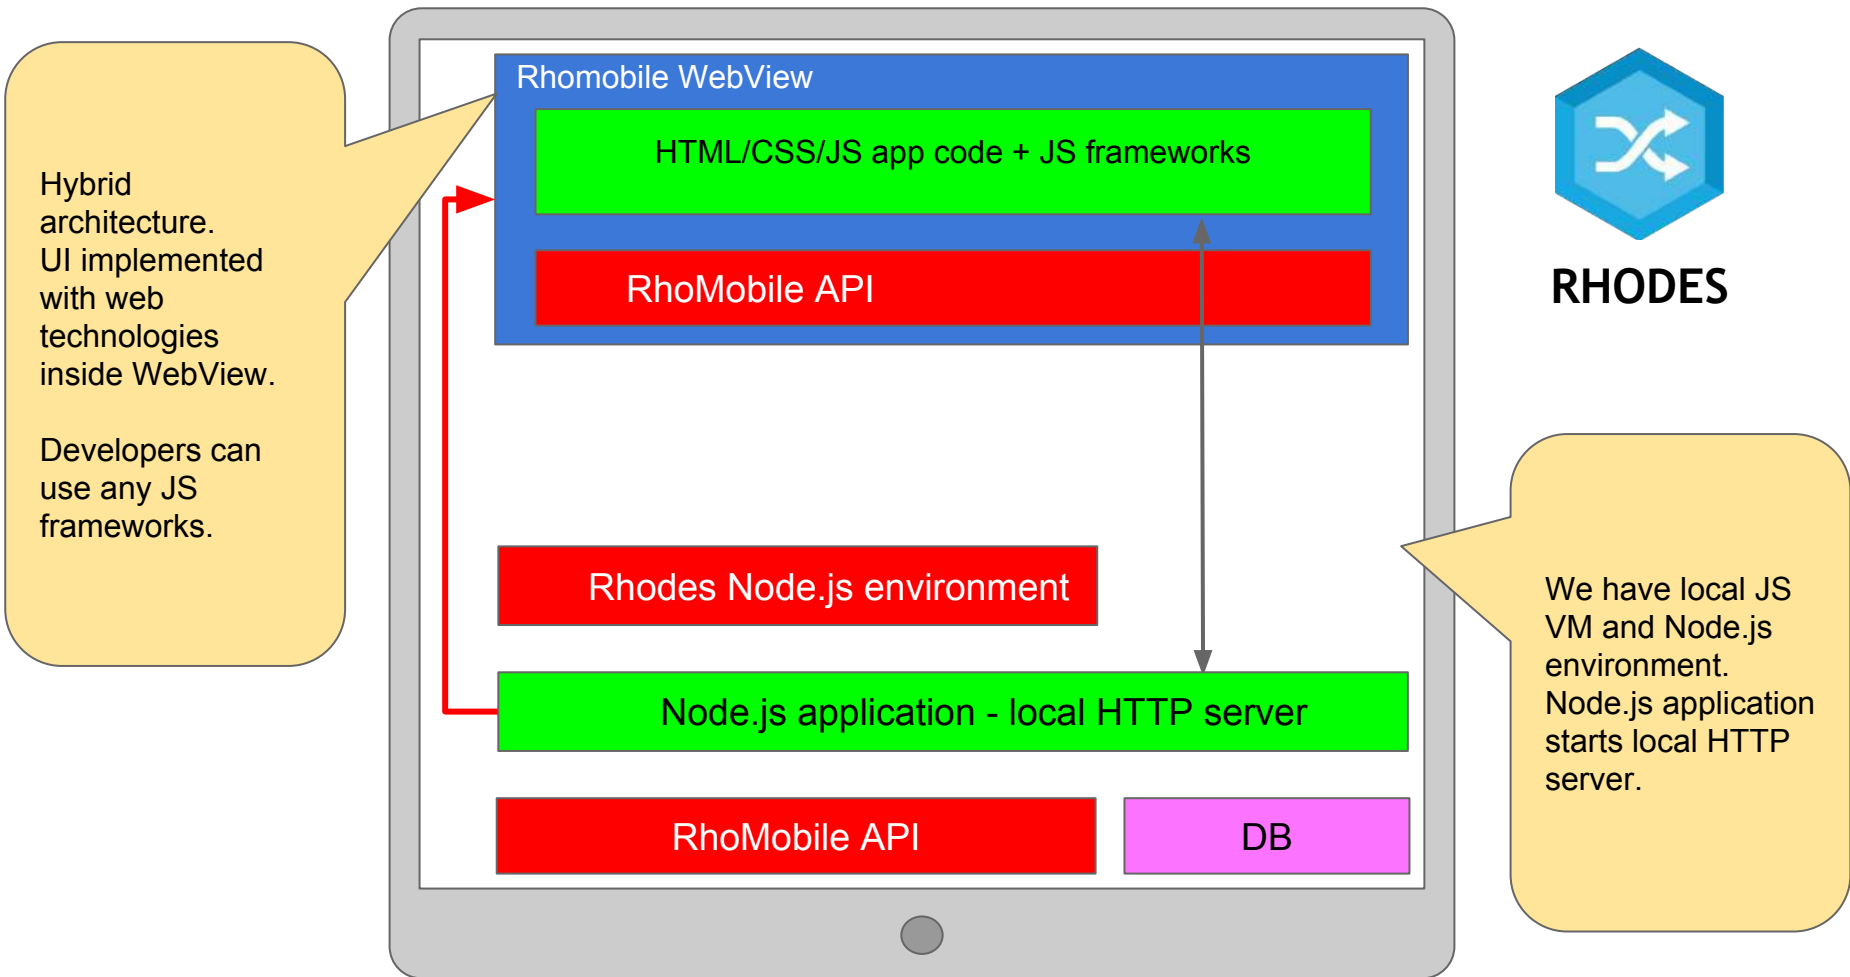 Hybrid
architecture.
UI implemented
with web
technologies
inside WebView.
Developers can
use any JS
frameworks.
Rhomobile WebView
HTML/CSS/JS app code + JS frameworks
RhoMobile API
Rhodes Node.js environment
Node.js application - local HTTP server
RhoMobile API
DB
RHODES
We have local JS
VM and Node.js
environment.
Node.js application
starts local HTTP
server.